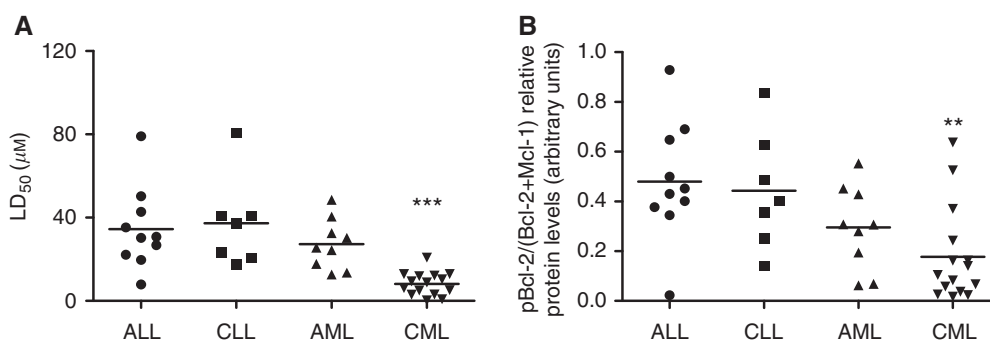 A
120
80
40
0
LD50 (µM)
***
ALL CLL AML CML
B
1.0
0.8
0.6
0.4
0.2
0.0
pBcl-2/(Bcl-2+Mcl-1) relative
protein levels (arbitrary units)
**
ALL CLL AML CML